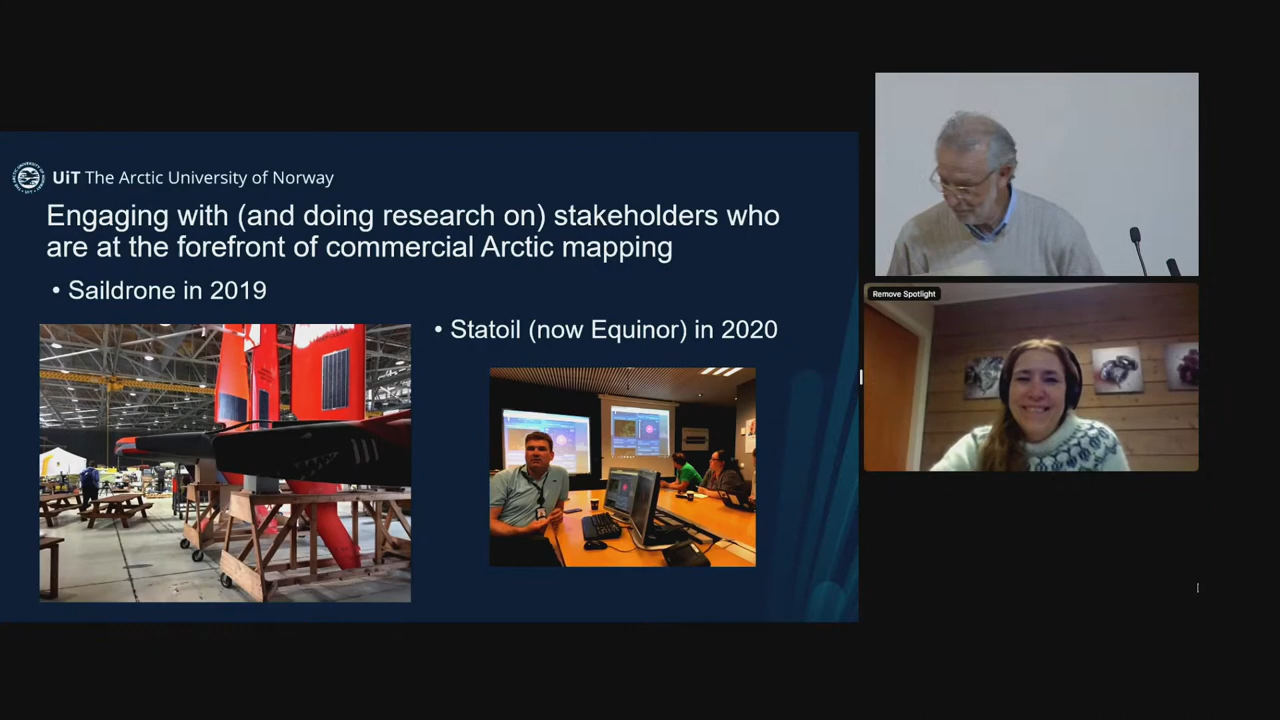 UiT The Arctic University of Norway
Engaging with (and doing research on) stakeholders who
are at the forefront of commercial Arctic mapping
• Saildrone in 2019
• Statoil (now Equinor) in 2020
Remove Spotlight